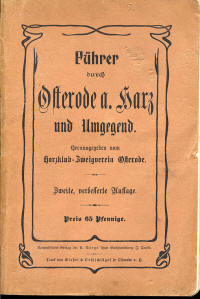 Führer
durch
Osterode a. Harz
und Umgegend.
Herausgegeben vom
Harzklub-Zweigverein Osterode.
Zweite, verbesserte Auflage.
Preis 65 Pfennige.